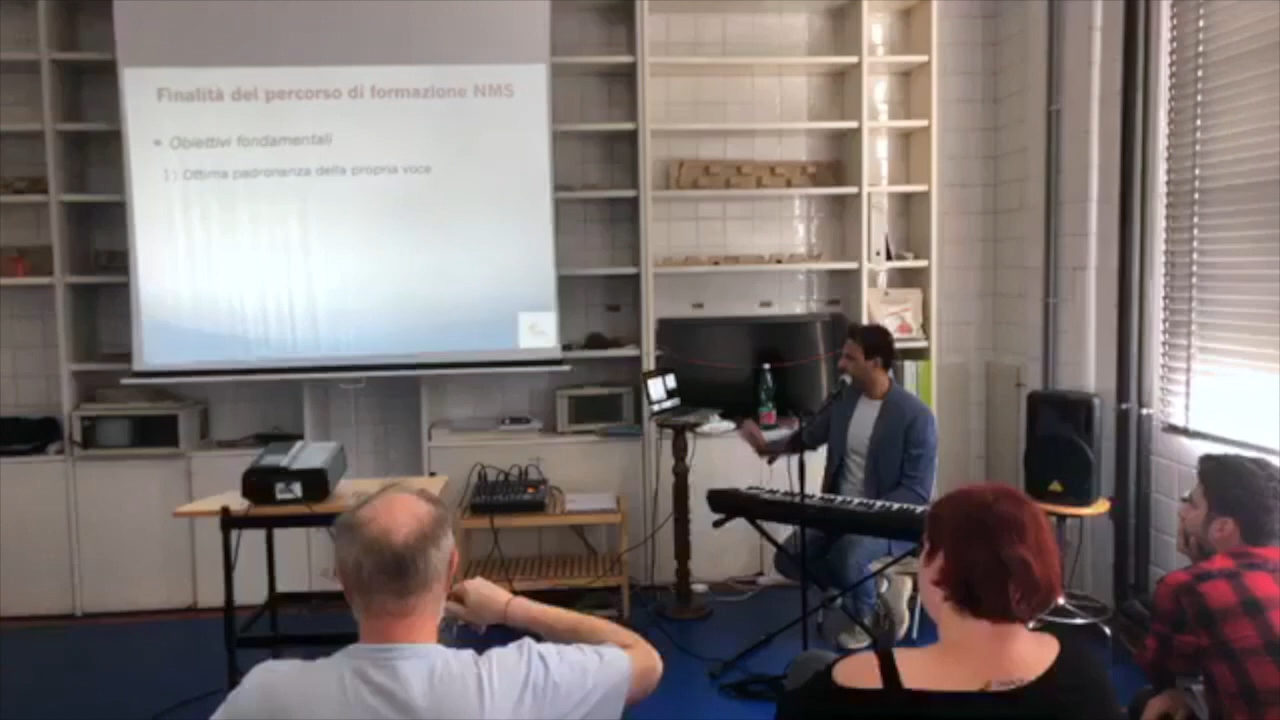 Finalità del percorso di formazione NMS
Obiettivi fondamentali
1) Ottima padronanza della propria voce